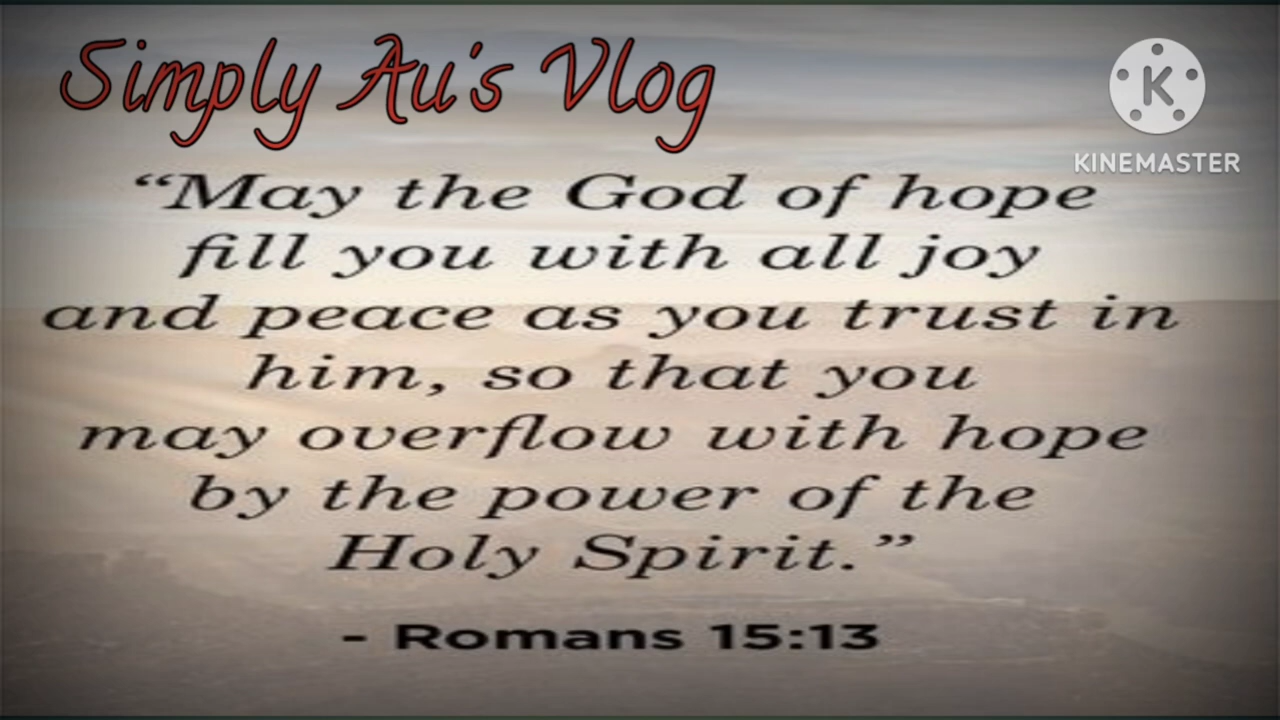 Simply Au's Vlog
K
KINEMASTER
“May the God of hope
fill you with all joy
and peace as you trust in
him, so that you
may overflow with hope
by the power of the
Holy Spirit.”
- Romans 15:13